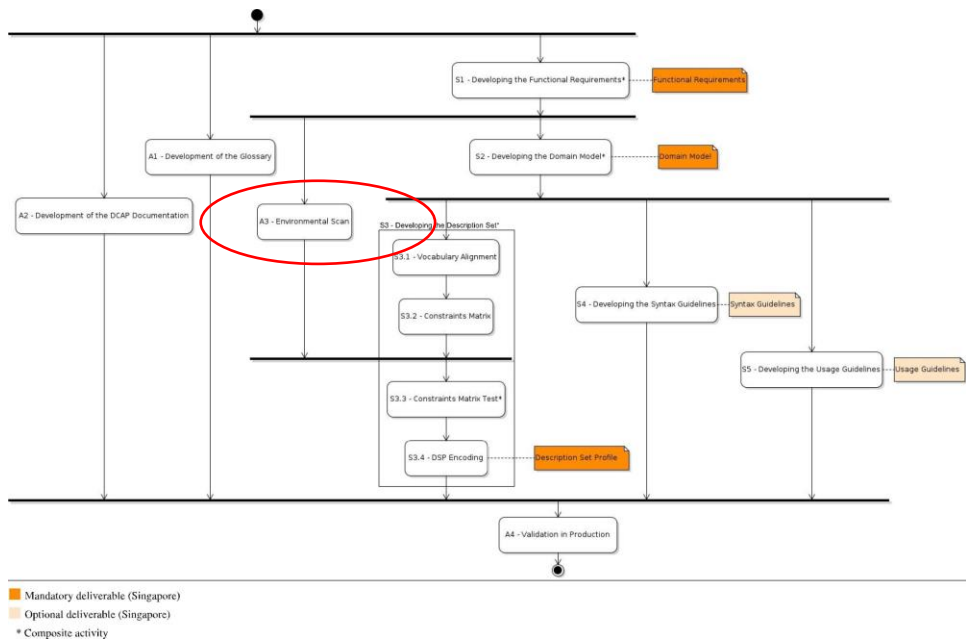 S1 - Developing the Functional Requirements*
Functional Requirements
A1 - Development of the Glossary
S2 - Developing the Domain Model*
Domain Model
A2 - Development of the DCAP Documentation
A3 - Environmental Scan
S3 - Developing the Description Set*
S3.1 - Vocabulary Alignment
S3.2 - Constraints Matrix
S4 - Developing the Syntax Guidelines
Syntax Guidelines
S5 - Developing the Usage Guidelines
Usage Guidelines
S3.3 - Constraints Matrix Test*
S3.4 - DSP Encoding
Description Set Profile
A4 - Validation in Production
Mandatory deliverable (Singapore)
Optional deliverable (Singapore)
* Composite activity